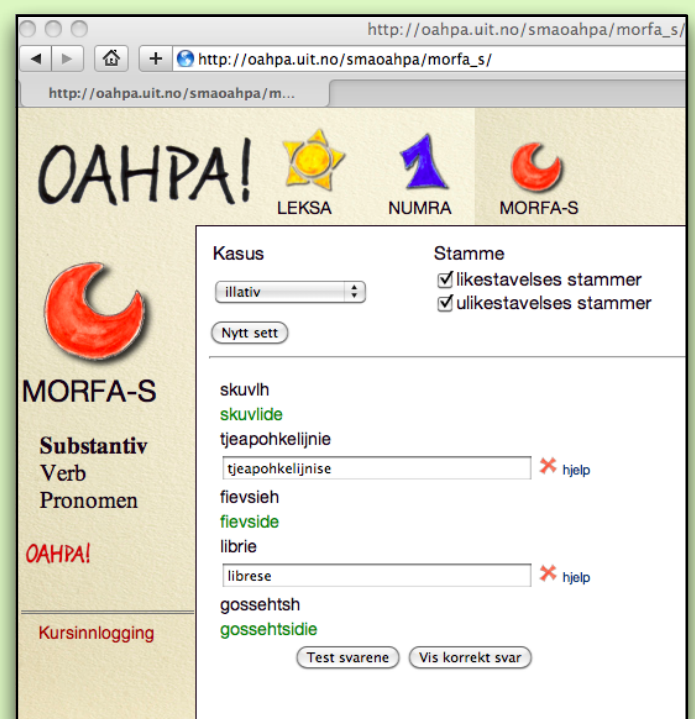 http://oahpa.uit.no/smaoahpa/morfa_s/
http://oahpa.uit.no/smaoahpa/morfa_s/
http://oahpa.uit.no/smaoahpa/m...
OAHPA!
LEKSA
NUMRA
MORFA-S
MORFA-S
Substantiv
Verb
Pronomen
OAHPA!
Kursinnlogging
Kasus
illativ
Nytt sett
Stamme
likestavelses stammer
ulikestavelses stammer
skuvlh
skuvlide
tjeapohkelijnie
tjeapohkelijnise
hjelp
fievsieh
fievside
librie
librese
hjelp
gossehtsh
gossehtsidie
Test svarene
Vis korrekt svar